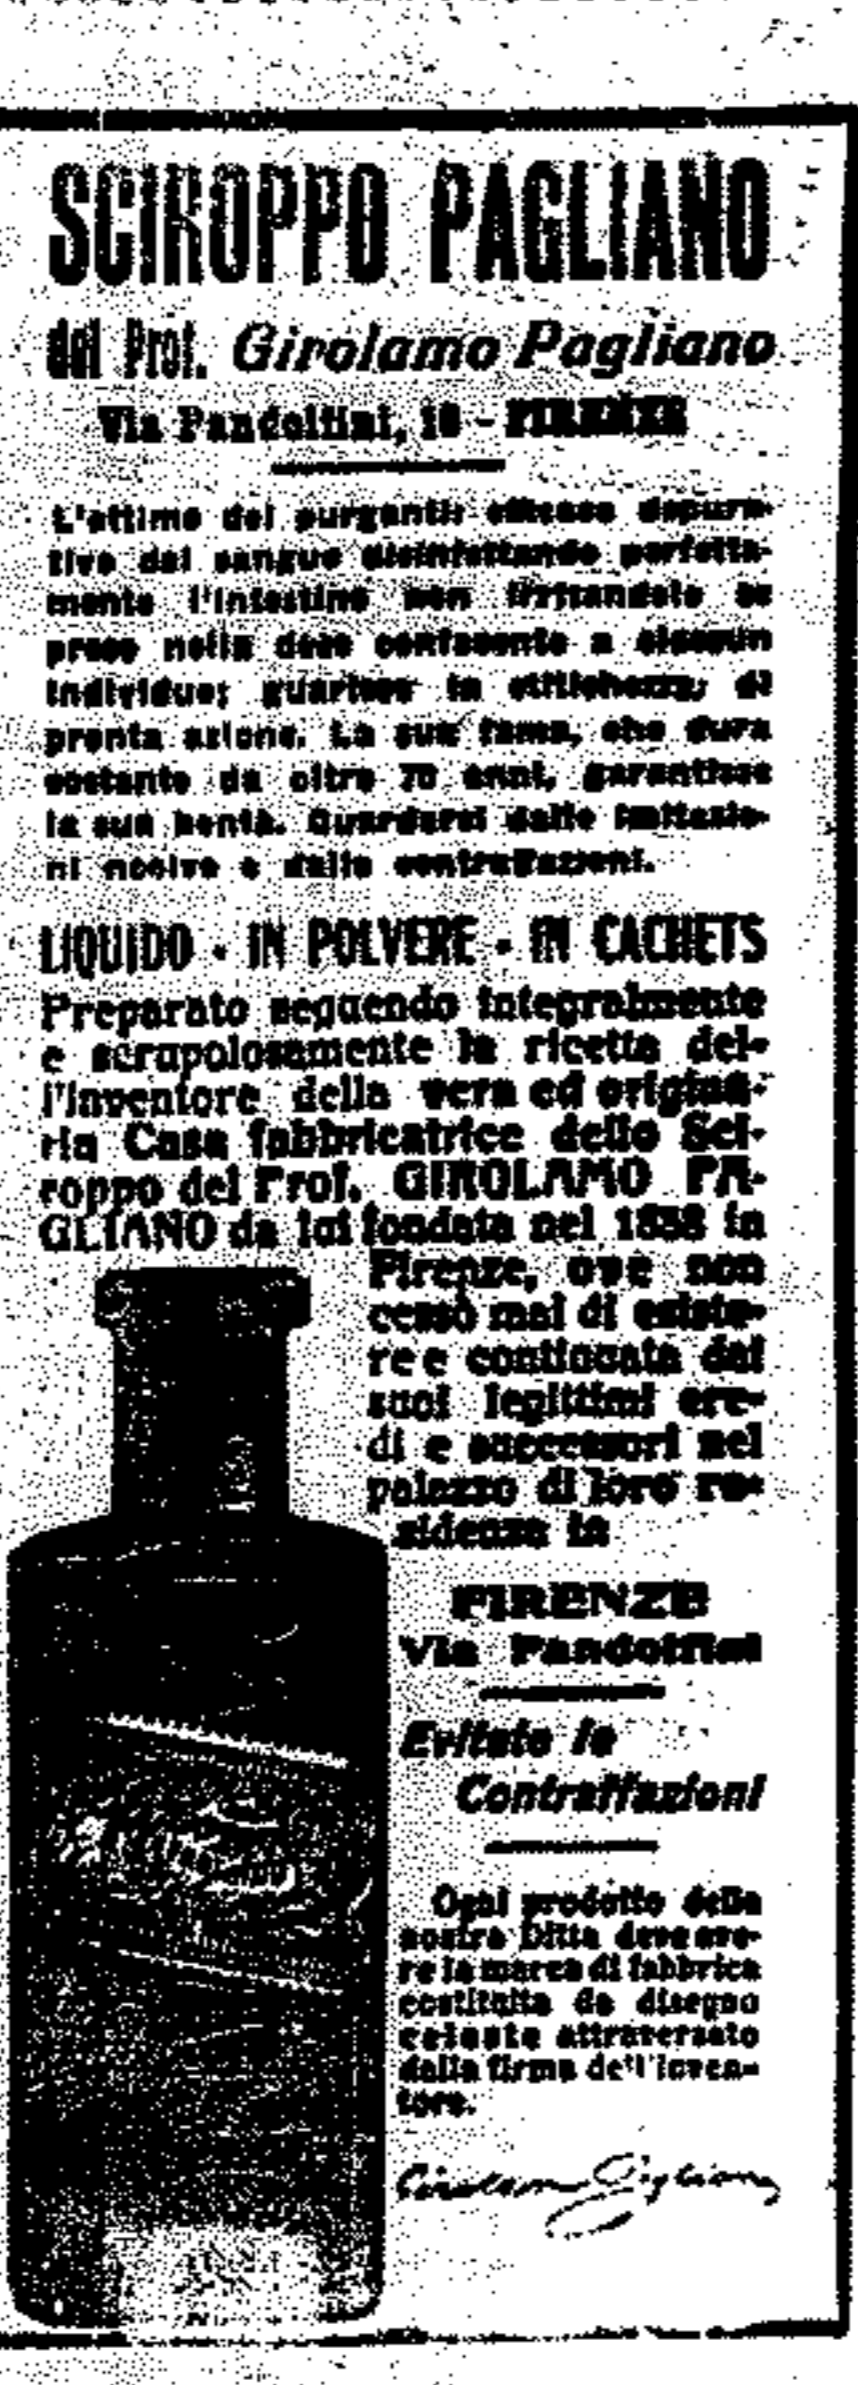 SCIROPPO PAGLIANO
del Prof. Girolamo Pagliano
Via Pandolfini, 18 - FIRENZE
L'ottimo dei purganti: efficace depura-
tivo del sangue disinfettando perfetta-
mente l'intestino non irritandolo se
preso nella dose confacente a ciascun
individuo; guarisce la stitichezza, di
pronta azione. La sua fama, che dura
costante da oltre 70 anni, garantisce
la sua bontà. Guardarsi dalle imitazio-
ni nocive e dalle contraffazioni.
LIQUIDO - IN POLVERE - IN CACHETS
Preparato seguendo integralmente
e scrupolosamente la ricetta del-
l'inventore della vera ed origina-
ria Casa fabbricatrice dello Sci-
roppo del Prof. GIROLAMO PA-
GLIANO da lui fondata nel 1838 in
Firenze, ove non
cessò mai di esiste-
re e continuata dai
suoi legittimi ere-
di e successori nel
palazzo di loro re-
sidenza in
FIRENZE
Via Pandolfini
Evitate le
Contraffazioni
Ogni prodotto della
nostra Ditta deve ave-
re la marca di fabbrica
costituita da disegno
celeste attraversato
dalla firma dell'inven-
tore.
Girolamo Pagliano